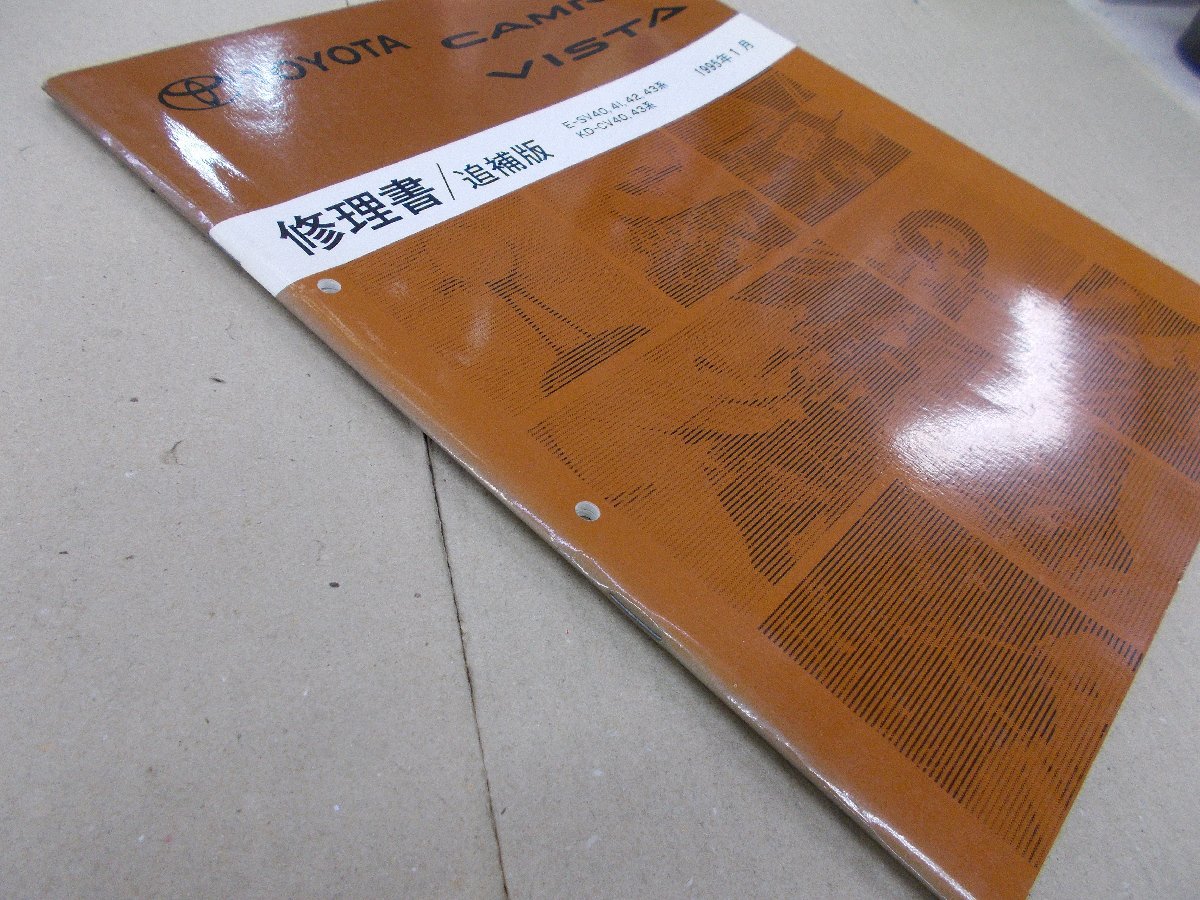 TOYOTA
CAMRY
VISTA
修理書/追補版
E-SV40, 41, 42, 43系
KD-CV40, 43系
1995年1月